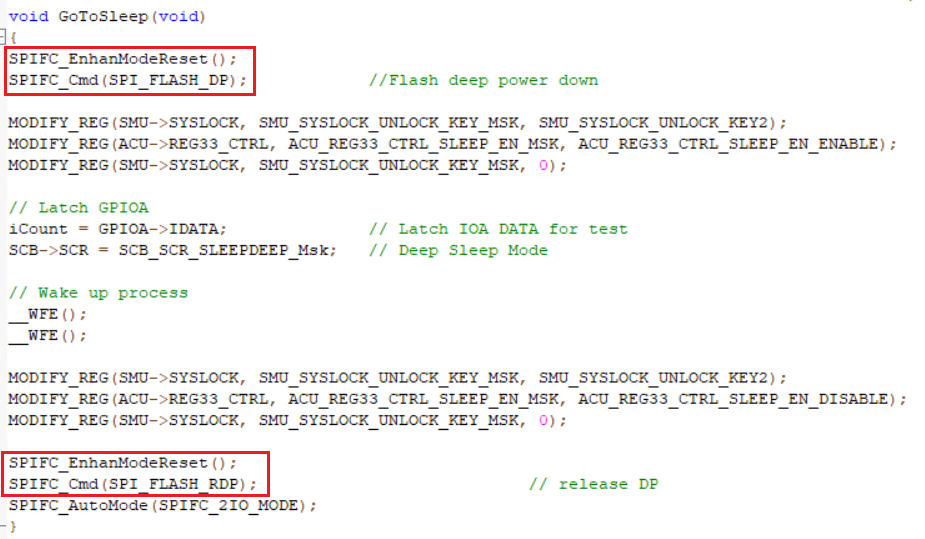 void GoToSleep(void)
{
SPIFC_EnhanModeReset();
SPIFC_Cmd(SPI_FLASH_DP); //Flash deep power down
MODIFY_REG(SMU->SYSLOCK, SMU_SYSLOCK_UNLOCK_KEY_MSK, SMU_SYSLOCK_UNLOCK_KEY2);
MODIFY_REG(ACU->REG33_CTRL, ACU_REG33_CTRL_SLEEP_EN_MSK, ACU_REG33_CTRL_SLEEP_EN_ENABLE);
MODIFY_REG(SMU->SYSLOCK, SMU_SYSLOCK_UNLOCK_KEY_MSK, 0);
// Latch GPIOA
iCount = GPIOA->IDATA; // Latch IOA DATA for test
SCB->SCR = SCB_SCR_SLEEPDEEP_Msk; // Deep Sleep Mode
// Wake up process
__WFE();
__WFE();
MODIFY_REG(SMU->SYSLOCK, SMU_SYSLOCK_UNLOCK_KEY_MSK, SMU_SYSLOCK_UNLOCK_KEY2);
MODIFY_REG(ACU->REG33_CTRL, ACU_REG33_CTRL_SLEEP_EN_MSK, ACU_REG33_CTRL_SLEEP_EN_DISABLE);
MODIFY_REG(SMU->SYSLOCK, SMU_SYSLOCK_UNLOCK_KEY_MSK, 0);
SPIFC_EnhanModeReset();
SPIFC_Cmd(SPI_FLASH_RDP); // release DP
SPIFC_AutoMode(SPIFC_2IO_MODE);
}